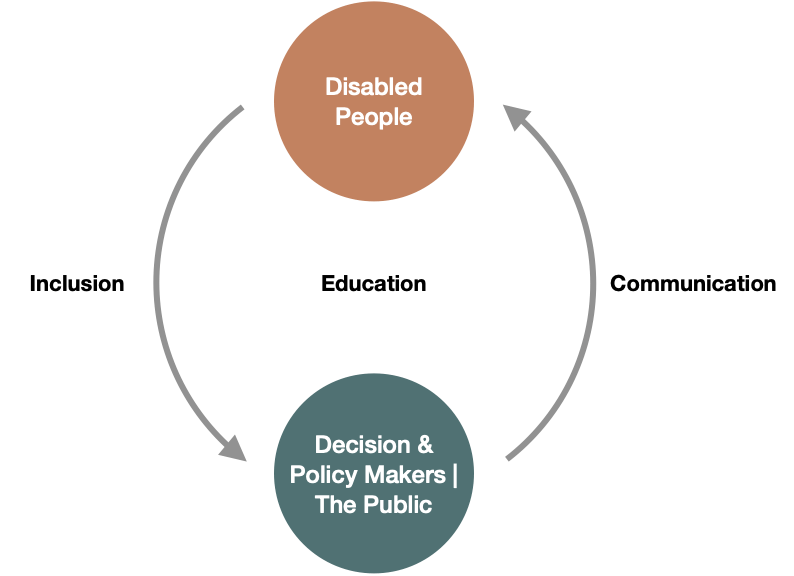 Disabled
People
Inclusion
Education
Communication
Decision &
Policy Makers |
The Public